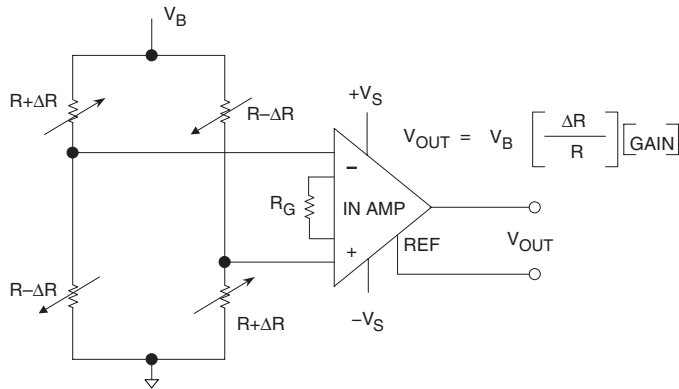 V_B
R+ΔR
R−ΔR
+V_S
V_OUT = V_B [ΔR/R] [GAIN]
−
R_G
IN AMP
+
REF
V_OUT
R−ΔR
R+ΔR
−V_S